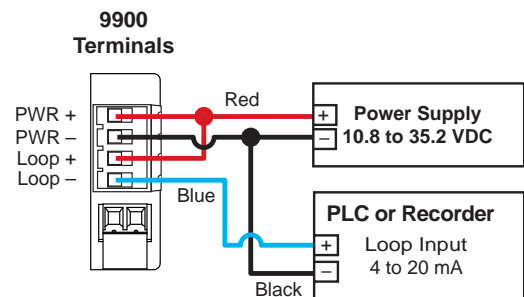 9900
Terminals
PWR +
PWR –
Loop +
Loop –
Red
Blue
Black
+
Power Supply
–
10.8 to 35.2 VDC
PLC or Recorder
+
Loop Input
–
4 to 20 mA